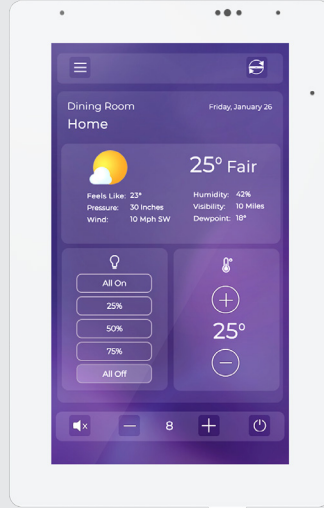 Dining Room
Friday, January 26
Home
25° Fair
Feels Like: 23°
Humidity: 42%
Pressure: 30 Inches
Visibility: 10 Miles
Wind: 10 Mph SW
Dewpoint: 18°
All On
25%
50%
75%
All Off
25°
8